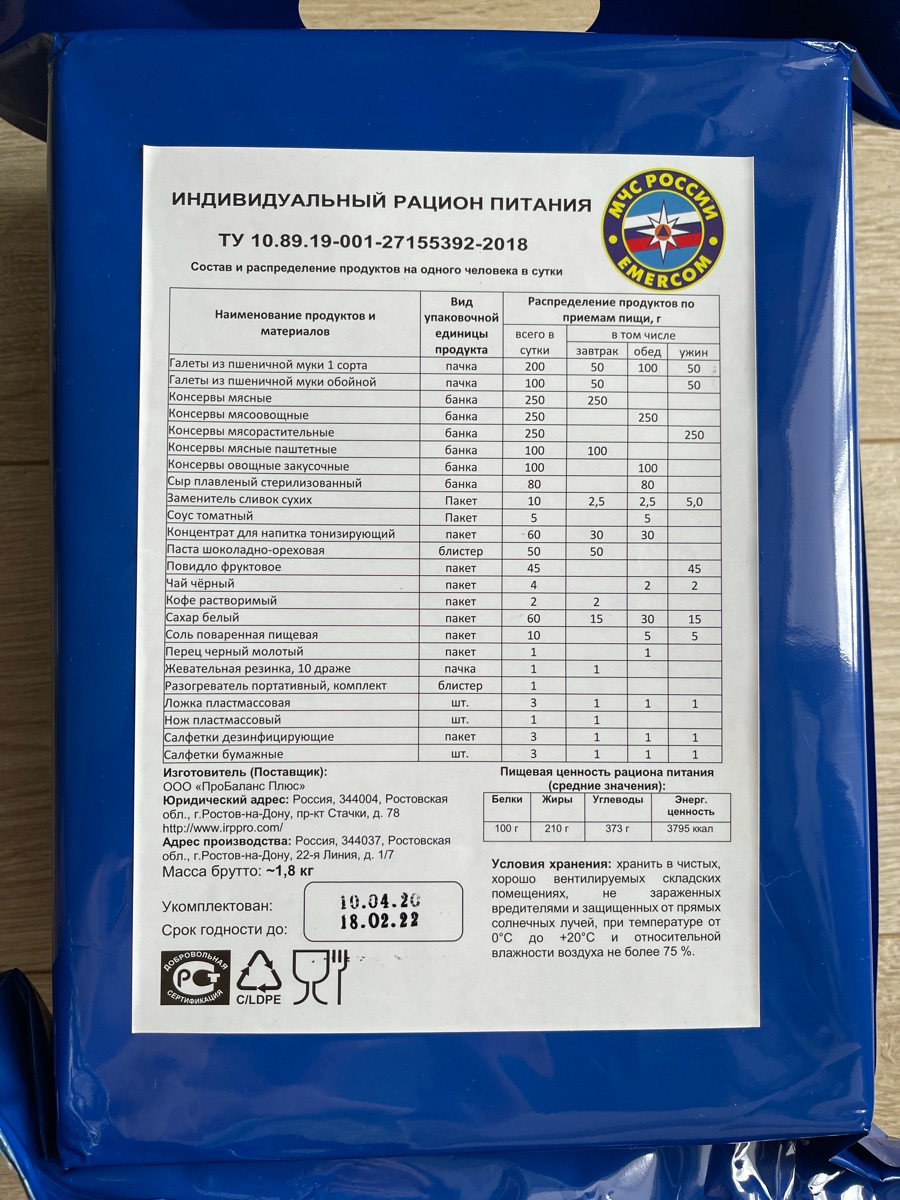 ИНДИВИДУАЛЬНЫЙ РАЦИОН ПИТАНИЯ
МЧС РОССИИ
EMERCOM
ТУ 10.89.19-001-27155392-2018
Состав и распределение продуктов на одного человека в сутки
Наименование продуктов и материалов
Вид упаковочной единицы продукта
Распределение продуктов по приемам пищи, г
всего в сутки
в том числе
завтрак обед ужин
Галеты из пшеничной муки 1 сорта пачка 200 50 100 50
Галеты из пшеничной муки обойной пачка 100 50 50
Консервы мясные банка 250 250
Консервы мясоовощные банка 250 250
Консервы мясорастительные банка 250 250
Консервы мясные паштетные банка 100 100
Консервы овощные закусочные банка 100 100
Сыр плавленый стерилизованный банка 80 80
Заменитель сливок сухих Пакет 10 2,5 2,5 5,0
Соус томатный Пакет 5 5
Концентрат для напитка тонизирующий пакет 60 30 30
Паста шоколадно-ореховая блистер 50 50
Повидло фруктовое пакет 45 45
Чай чёрный пакет 4 2 2
Кофе растворимый пакет 2 2
Сахар белый пакет 60 15 30 15
Соль поваренная пищевая пакет 10 5 5
Перец черный молотый пакет 1 1
Жевательная резинка, 10 драже пачка 1 1
Разогреватель портативный, комплект блистер 1
Ложка пластмассовая шт. 3 1 1 1
Нож пластмассовый шт. 1 1
Салфетки дезинфицирующие пакет 3 1 1 1
Салфетки бумажные шт. 3 1 1 1
Изготовитель (Поставщик):
ООО «ПроБаланс Плюс»
Юридический адрес: Россия, 344004, Ростовская
обл., г.Ростов-на-Дону, пр-кт Стачки, д. 78
http://www.irppro.com/
Адрес производства: Россия, 344037, Ростовская
обл., г.Ростов-на-Дону, 22-я Линия, д. 1/7
Масса брутто: ~1,8 кг
Укомплектован: 10.04.20
Срок годности до: 18.02.22
ДОБРОВОЛЬНАЯ
РСТ
СЕРТИФИКАЦИЯ
C/LDPE
Пищевая ценность рациона питания
(средние значения):
Белки Жиры Углеводы Энерг. ценность
100 г 210 г 373 г 3795 ккал
Условия хранения: хранить в чистых,
хорошо вентилируемых складских
помещениях, не зараженных
вредителями и защищенных от прямых
солнечных лучей, при температуре от
0°С до +20°С и относительной
влажности воздуха не более 75 %.